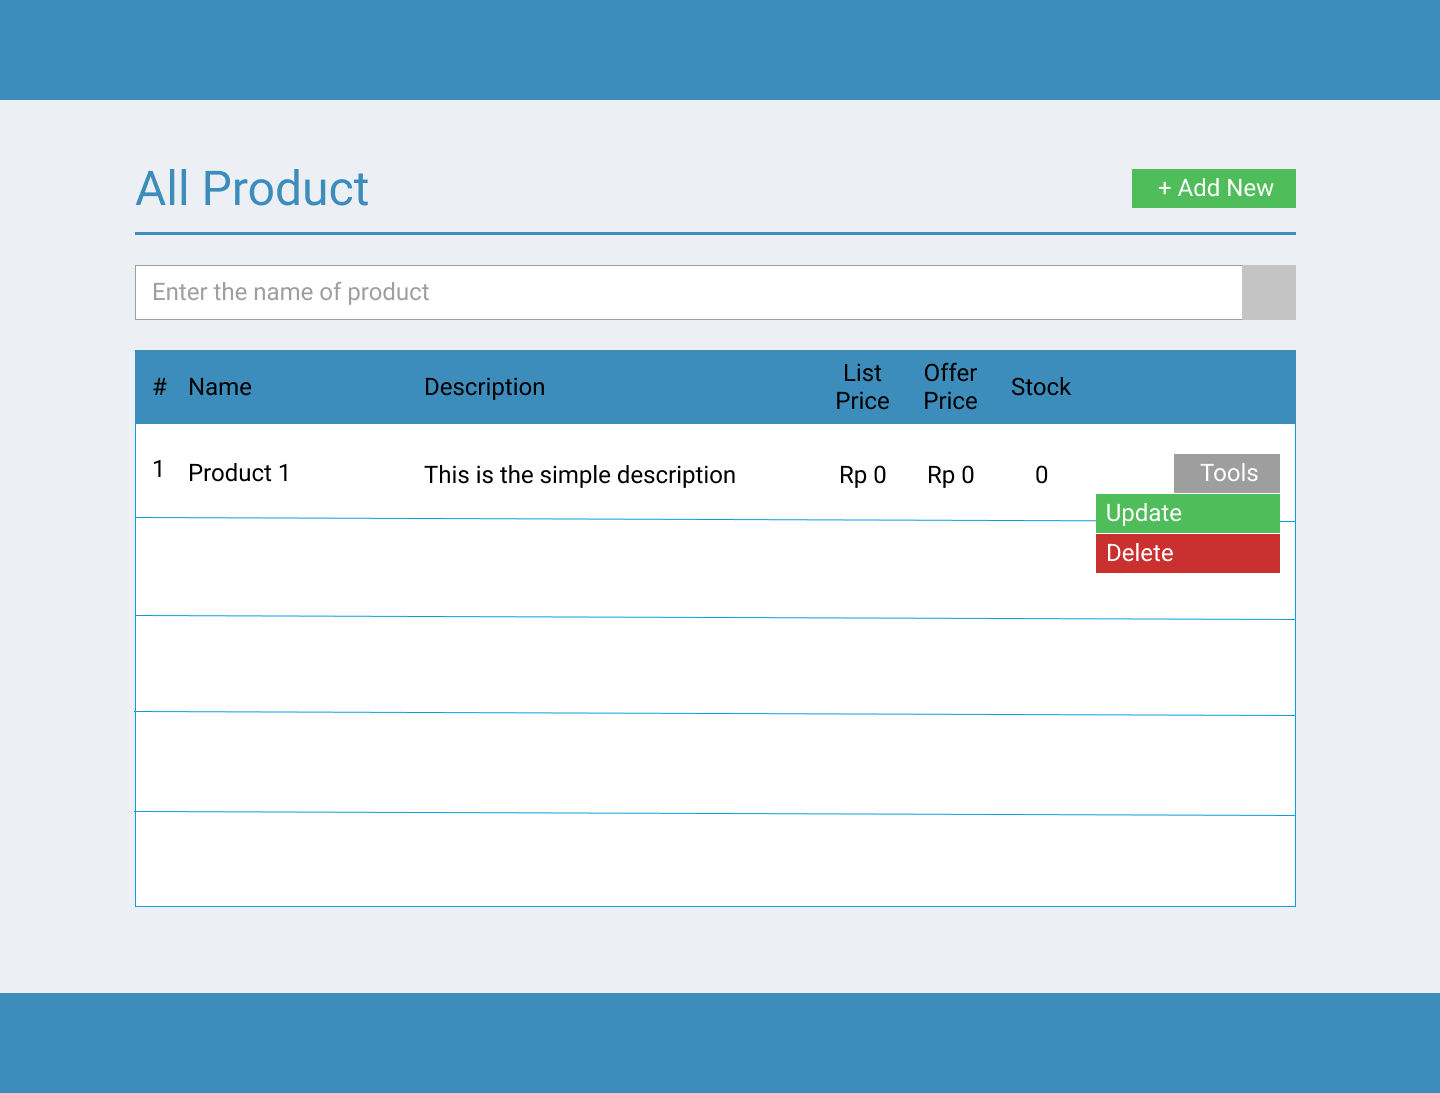 All Product
+ Add New
Enter the name of product
# Name Description List Price Offer Price Stock
1 Product 1 This is the simple description Rp 0 Rp 0 0 Tools
Update
Delete